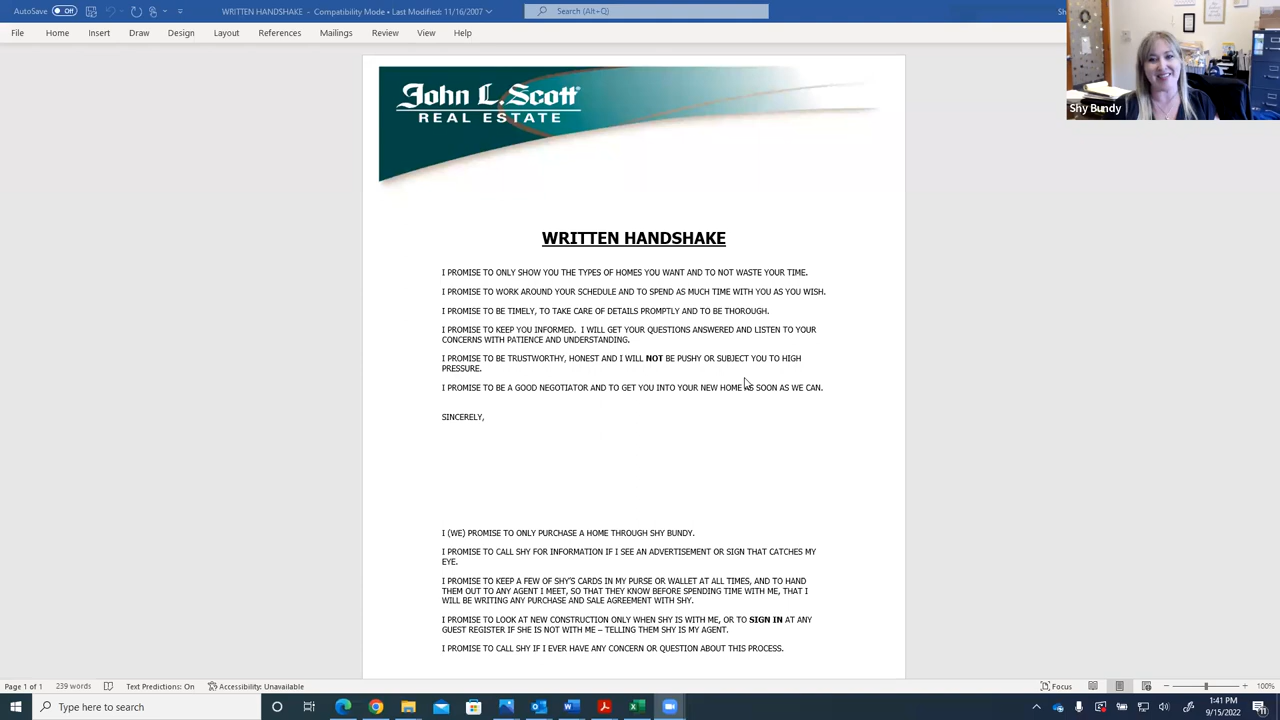 AutoSave Off WRITTEN HANDSHAKE - Compatibility Mode • Last Modified: 11/16/2007 Search (Alt+Q) Sh
File Home Insert Draw Design Layout References Mailings Review View Help
Shy Bundy
John L. Scott®
REAL ESTATE
WRITTEN HANDSHAKE
I PROMISE TO ONLY SHOW YOU THE TYPES OF HOMES YOU WANT AND TO NOT WASTE YOUR TIME.
I PROMISE TO WORK AROUND YOUR SCHEDULE AND TO SPEND AS MUCH TIME WITH YOU AS YOU WISH.
I PROMISE TO BE TIMELY, TO TAKE CARE OF DETAILS PROMPTLY AND TO BE THOROUGH.
I PROMISE TO KEEP YOU INFORMED. I WILL GET YOUR QUESTIONS ANSWERED AND LISTEN TO YOUR
CONCERNS WITH PATIENCE AND UNDERSTANDING.
I PROMISE TO BE TRUSTWORTHY, HONEST AND I WILL NOT BE PUSHY OR SUBJECT YOU TO HIGH
PRESSURE.
I PROMISE TO BE A GOOD NEGOTIATOR AND TO GET YOU INTO YOUR NEW HOME AS SOON AS WE CAN.
SINCERELY,
I (WE) PROMISE TO ONLY PURCHASE A HOME THROUGH SHY BUNDY.
I PROMISE TO CALL SHY FOR INFORMATION IF I SEE AN ADVERTISEMENT OR SIGN THAT CATCHES MY
EYE.
I PROMISE TO KEEP A FEW OF SHY'S CARDS IN MY PURSE OR WALLET AT ALL TIMES, AND TO HAND
THEM OUT TO ANY AGENT I MEET, SO THAT THEY KNOW BEFORE SPENDING TIME WITH ME, THAT I
WILL BE WRITING ANY PURCHASE AND SALE AGREEMENT WITH SHY.
I PROMISE TO LOOK AT NEW CONSTRUCTION ONLY WHEN SHY IS WITH ME, OR TO SIGN IN AT ANY
GUEST REGISTER IF SHE IS NOT WITH ME – TELLING THEM SHY IS MY AGENT.
I PROMISE TO CALL SHY IF I EVER HAVE ANY CONCERN OR QUESTION ABOUT THIS PROCESS.
Page 1 of 1 239 words Text Predictions: On Accessibility: Unavailable Focus 100%
Type here to search 1:41 PM
9/15/2022